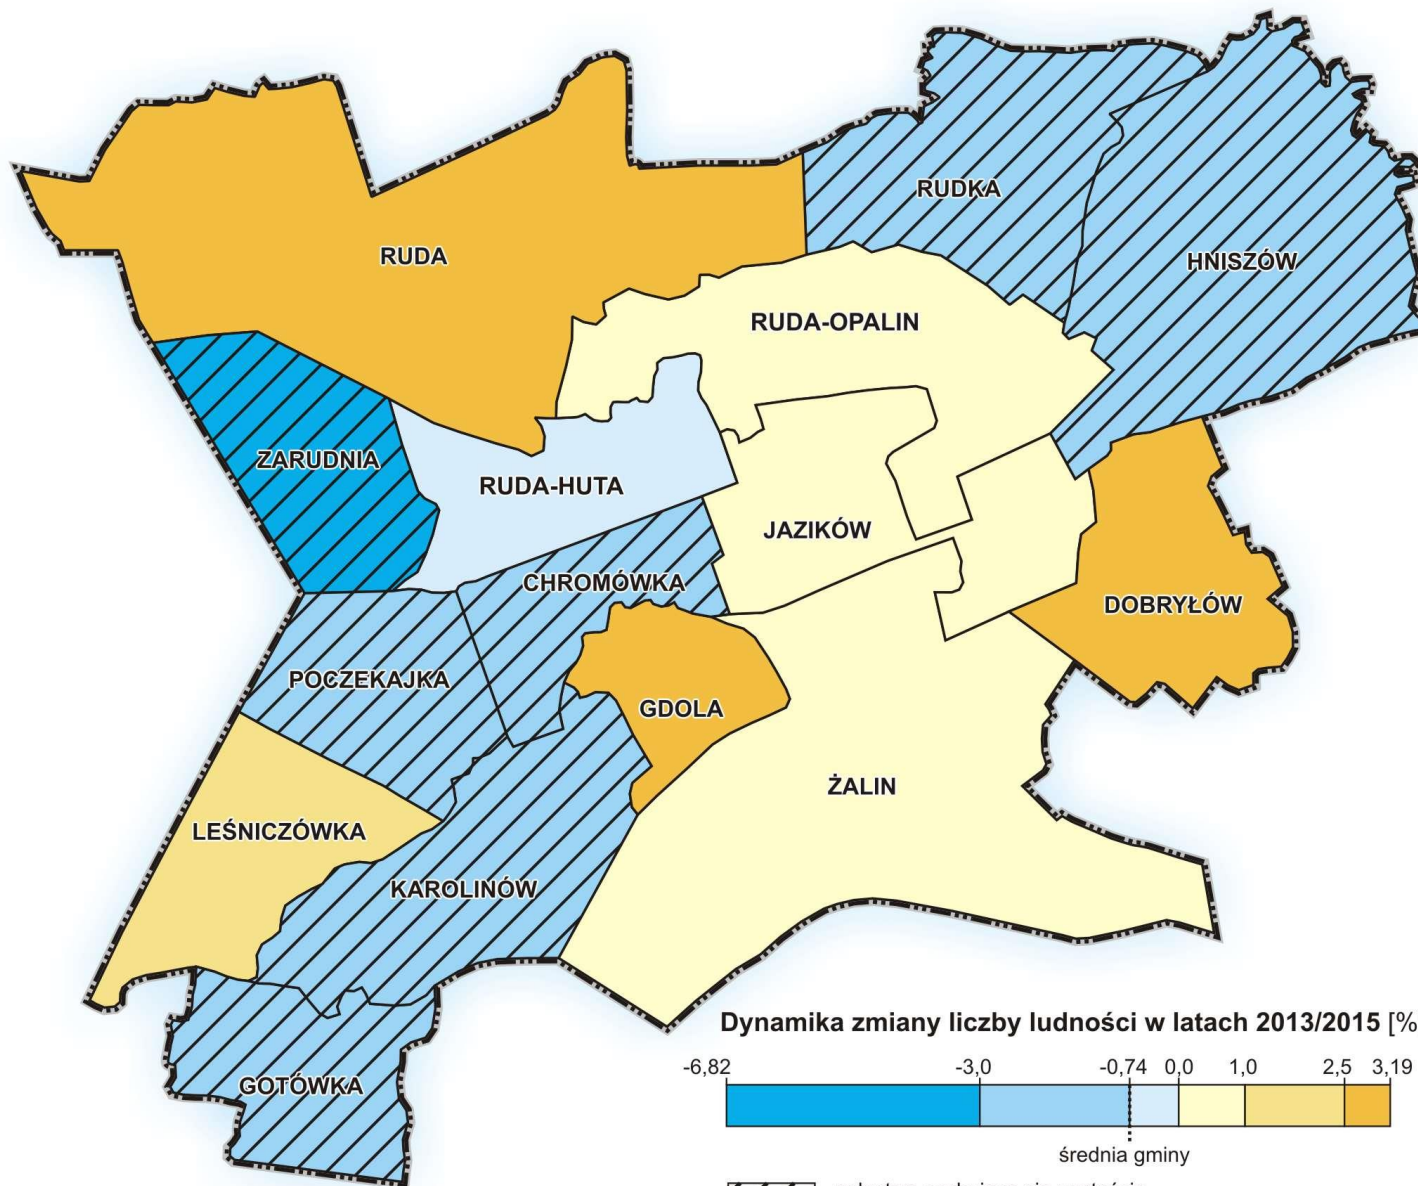 RUDKA
HNISZÓW
RUDA
RUDA-OPALIN
ZARUDNIA
RUDA-HUTA
JAZIKÓW
CHROMÓWKA
DOBRYŁÓW
POCZEKAJKA
GDOLA
ŻALIN
LEŚNICZÓWKA
KAROLINÓW
GOTÓWKA
Dynamika zmiany liczby ludności w latach 2013/2015 [%
-6,82 -3,0 -0,74 0,0 1,0 2,5 3,19
średnia gminy